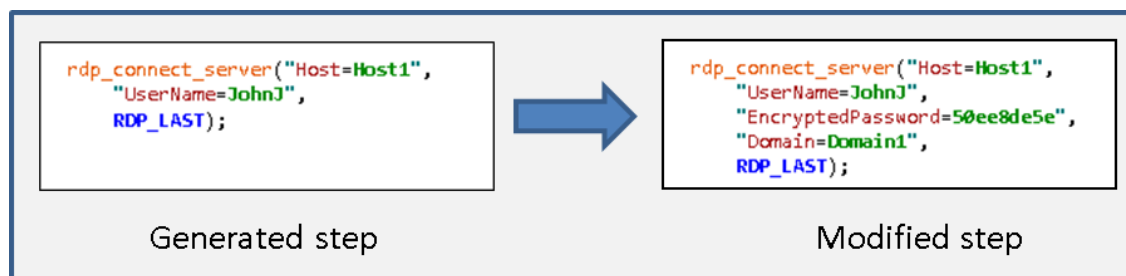 rdp_connect_server("Host=Host1",
"UserName=JohnJ",
RDP_LAST);
Generated step
rdp_connect_server("Host=Host1",
"UserName=JohnJ",
"EncryptedPassword=50ee8de5e",
"Domain=Domain1",
RDP_LAST);
Modified step